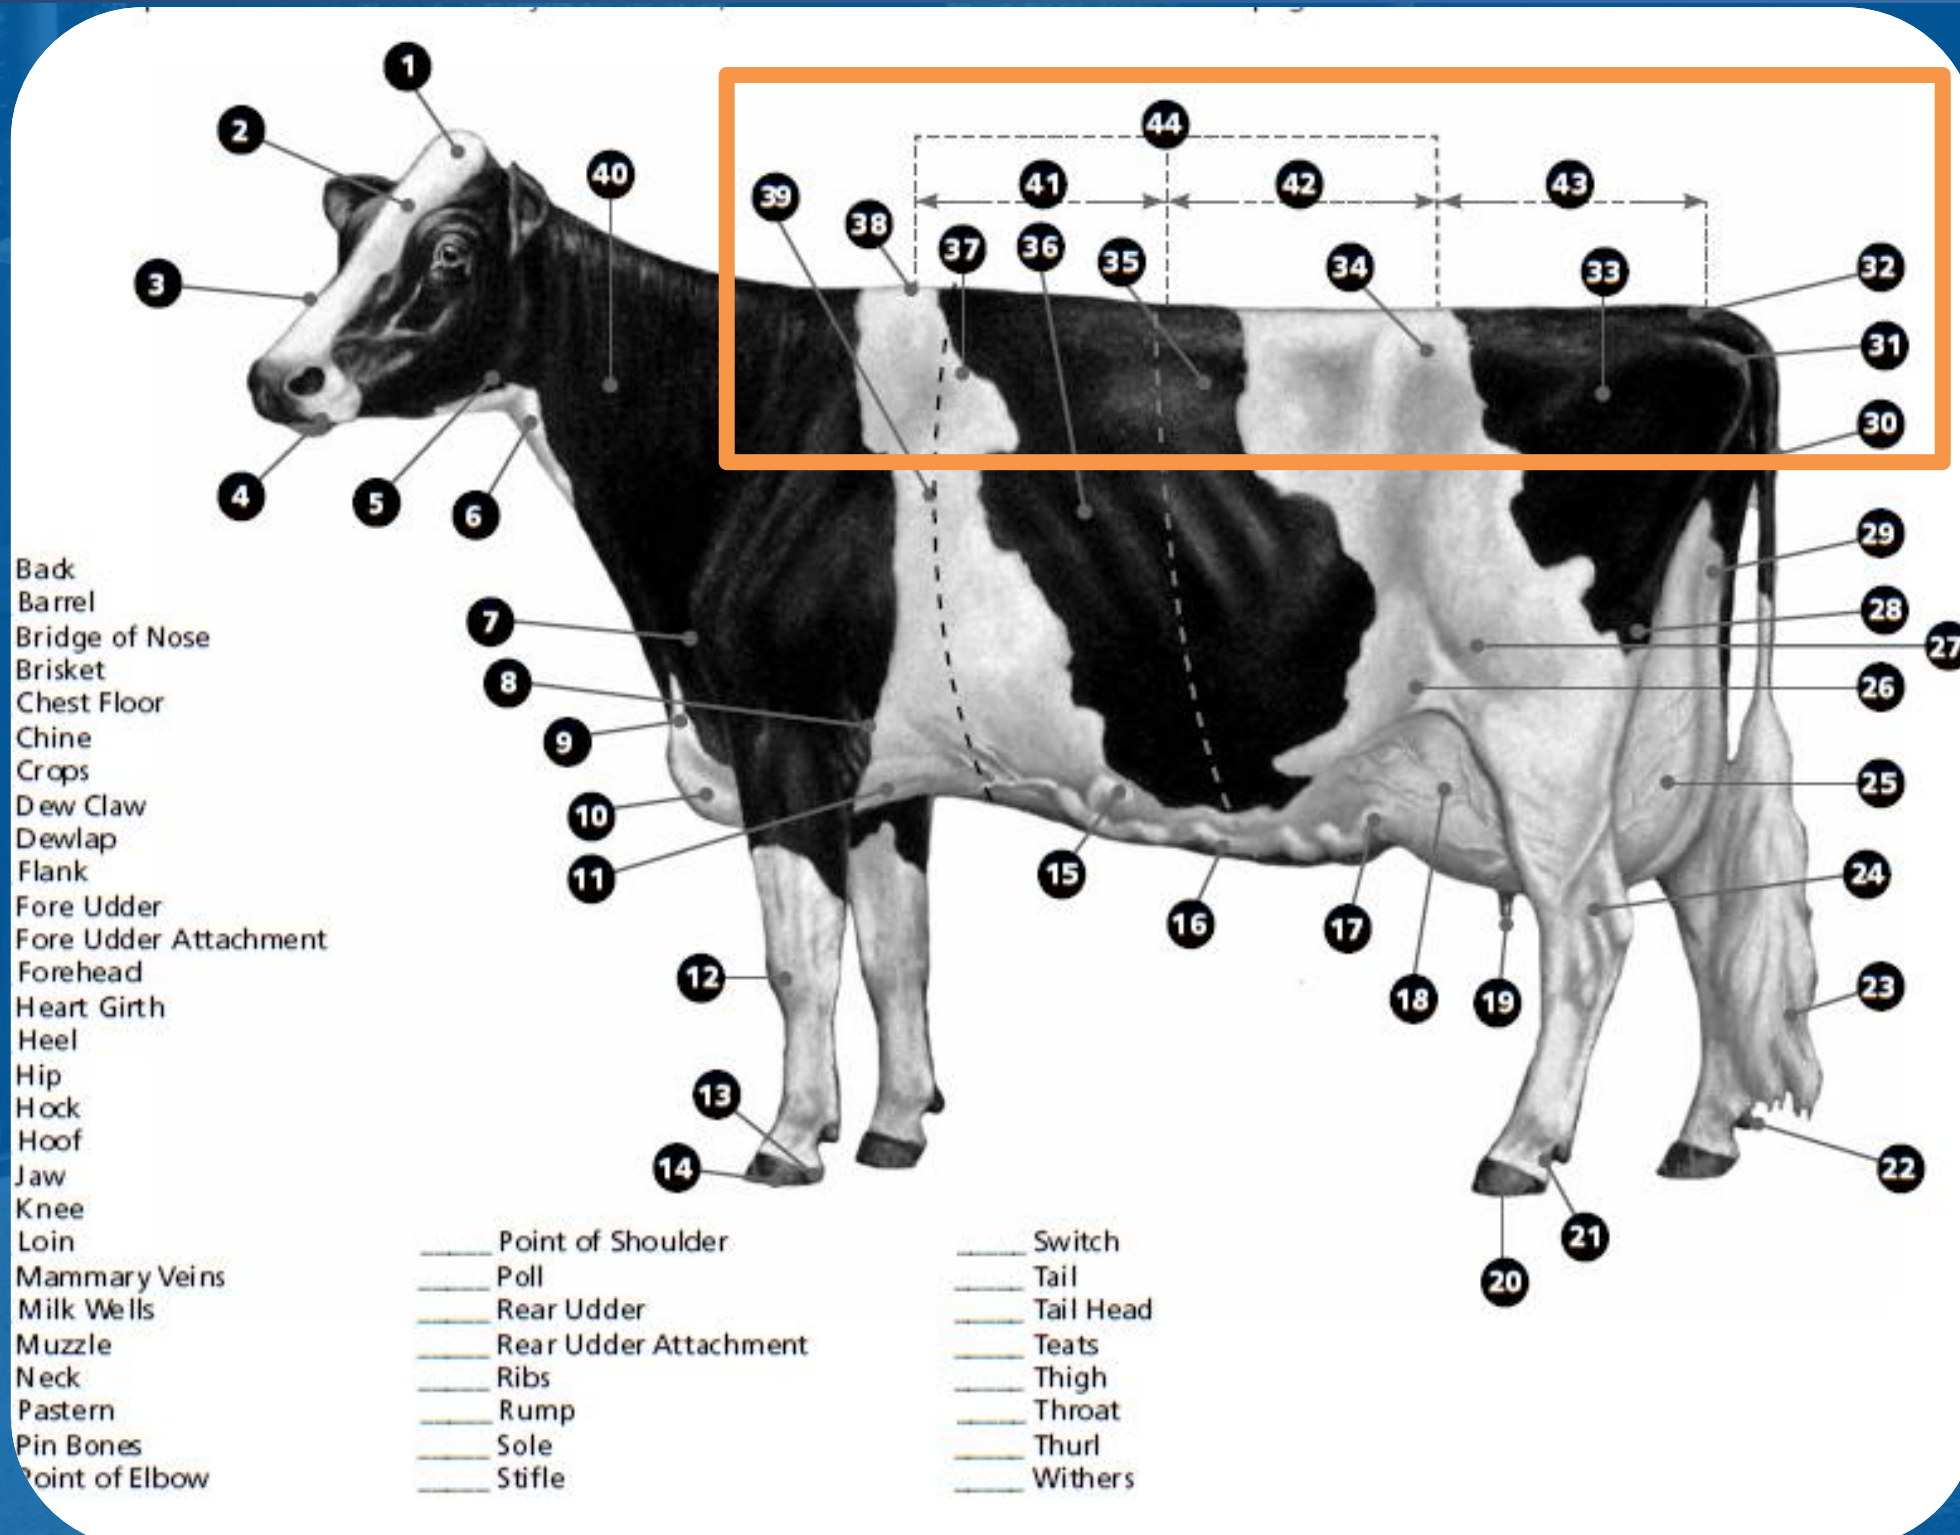 1
44
2
40
41
42
43
39
38
37
36
35
34
33
32
3
31
30
4
5
6
29
Back
Barrel
Bridge of Nose
Brisket
Chest Floor
Chine
Crops
Dew Claw
Dewlap
Flank
Fore Udder
Fore Udder Attachment
Forehead
Heart Girth
Heel
Hip
Hock
Hoof
Jaw
Knee
Loin
Mammary Veins
Milk Wells
Muzzle
Neck
Pastern
Pin Bones
Point of Elbow
7
28
27
8
26
9
25
10
11
15
24
16
17
12
18
19
23
13
14
22
21
20
Point of Shoulder
Poll
Rear Udder
Rear Udder Attachment
Ribs
Rump
Sole
Stifle
Switch
Tail
Tail Head
Teats
Thigh
Throat
Thurl
Withers